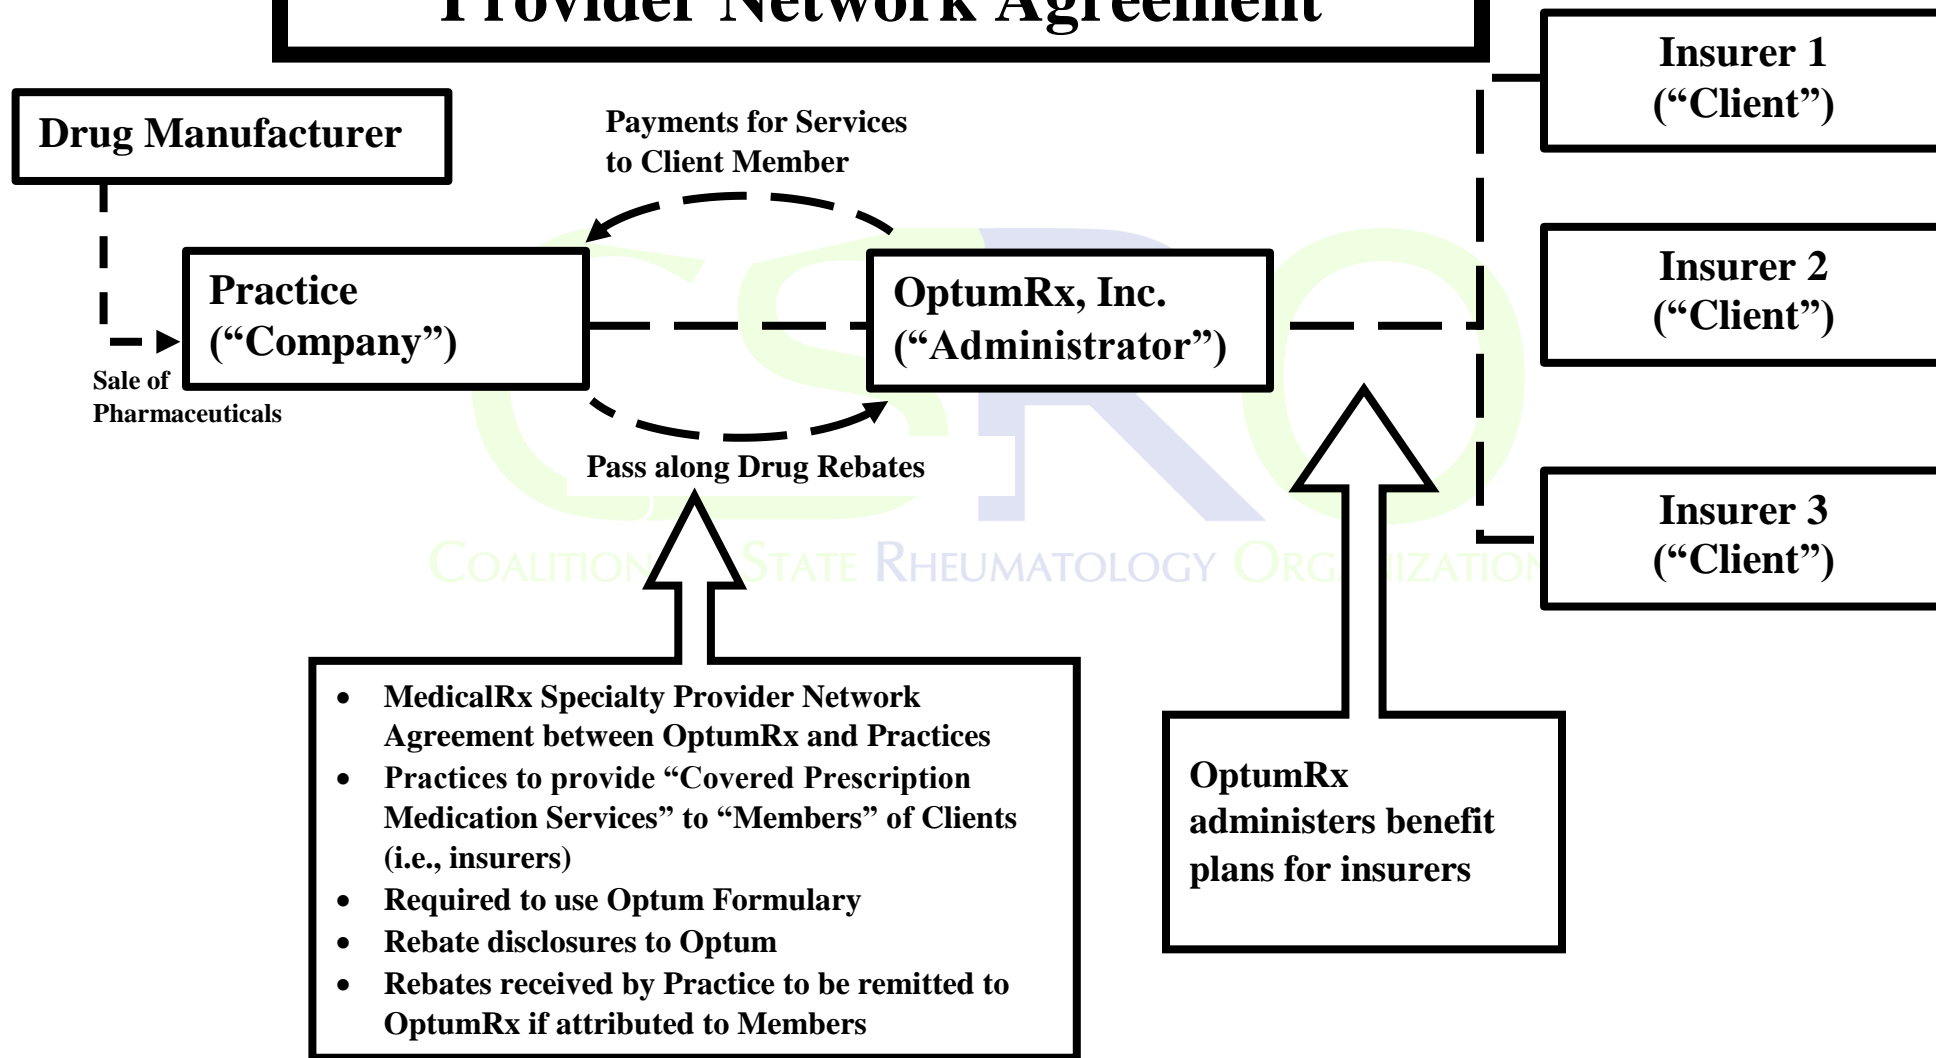 Provider Network Agreement
Insurer 1
(“Client”)
Drug Manufacturer
Payments for Services
to Client Member
Practice
(“Company”)
OptumRx, Inc.
(“Administrator”)
Insurer 2
(“Client”)
Sale of
Pharmaceuticals
Pass along Drug Rebates
Insurer 3
(“Client”)
CSRO
COALITION STATE RHEUMATOLOGY
• MedicalRx Specialty Provider Network
Agreement between OptumRx and Practices
• Practices to provide “Covered Prescription
Medication Services” to “Members” of Clients
(i.e., insurers)
• Required to use Optum Formulary
• Rebate disclosures to Optum
• Rebates received by Practice to be remitted to
OptumRx if attributed to Members
OptumRx
administers benefit
plans for insurers